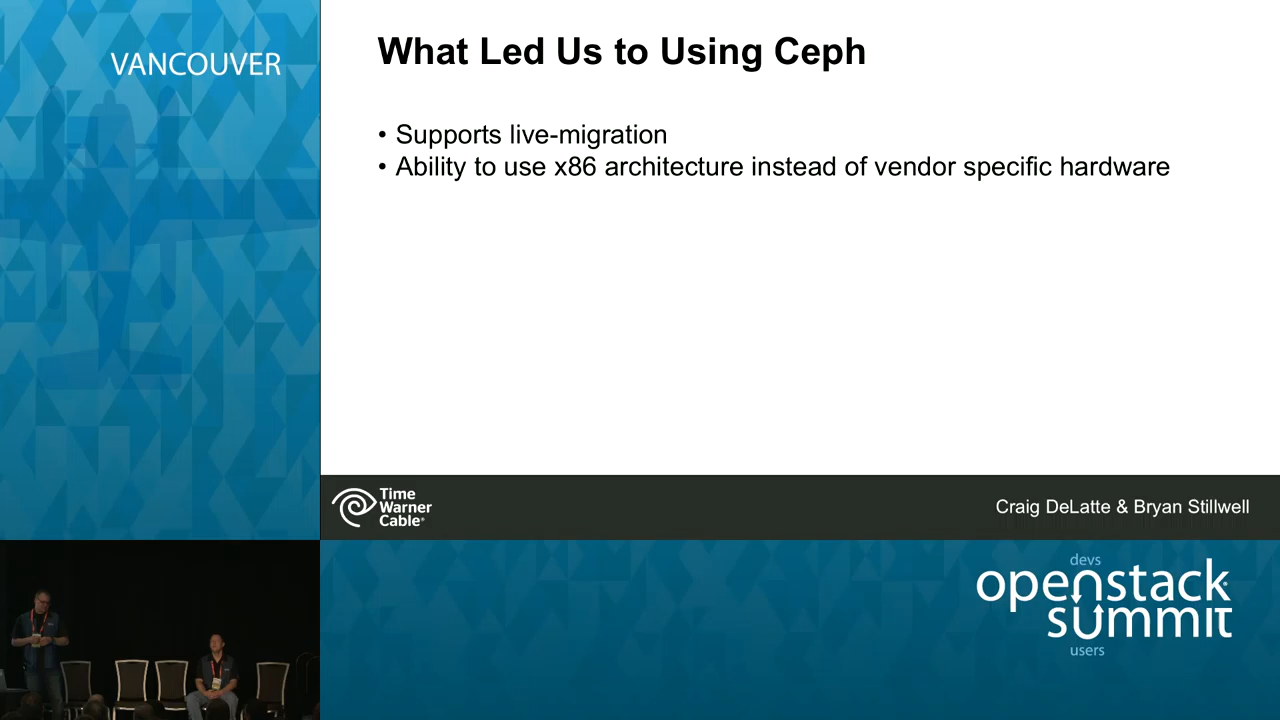 VANCOUVER
What Led Us to Using Ceph
• Supports live-migration
• Ability to use x86 architecture instead of vendor specific hardware
Time
Warner
Cable
Craig DeLatte & Bryan Stillwell
devs
openstack
summit
users